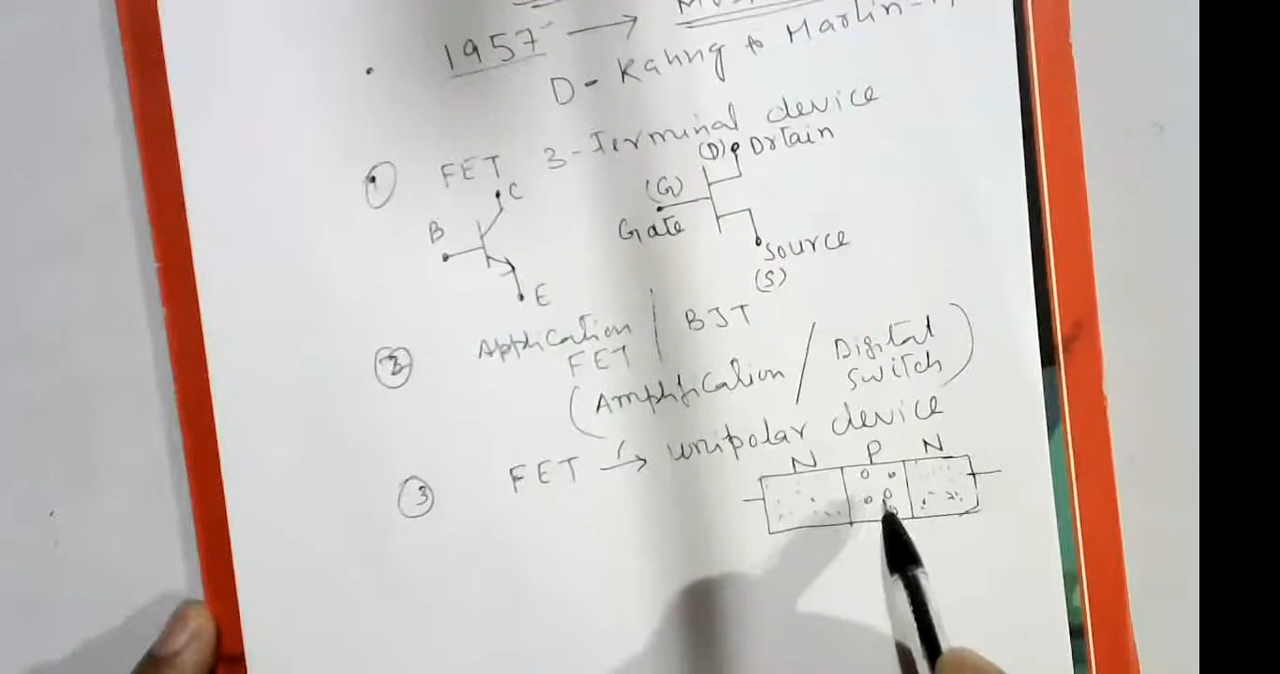 1957 →
D - Kahng & Martin
① FET 3-Terminal device
(D) Drain
(G)
Gate
Source
(S)
B C E
② Application / BJT
FET
(Amplification / Digital switch)
③ FET → unipolar device
N P N